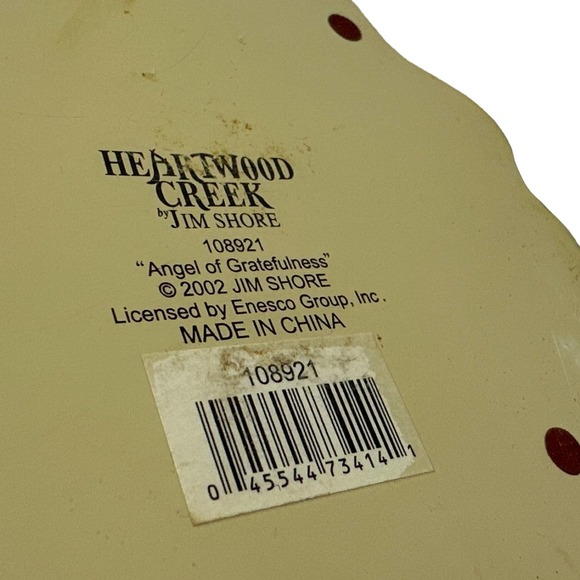 HEARTWOOD
CREEK
by JIM SHORE
108921
"Angel of Gratefulness"
© 2002 JIM SHORE
Licensed by Enesco Group, Inc.
MADE IN CHINA
108921
0 45544 73414 1